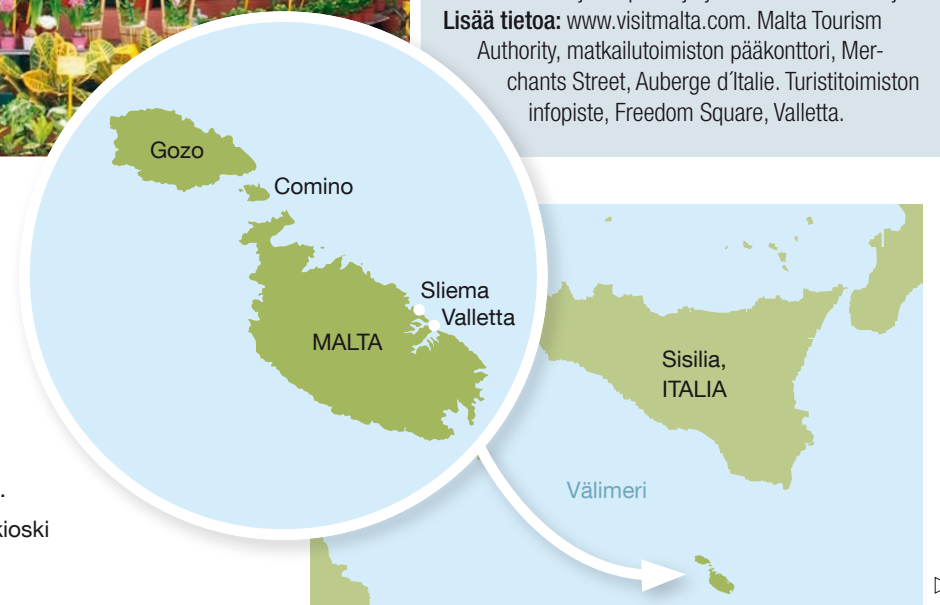 Lisää tietoa: www.visitmalta.com. Malta Tourism
Authority, matkailutoimiston pääkonttori, Mer-
chants Street, Auberge d´Italie. Turistitoimiston
infopiste, Freedom Square, Valletta.
Gozo
Comino
Sliema
Valletta
MALTA
Sisilia,
ITALIA
Välimeri
kioski